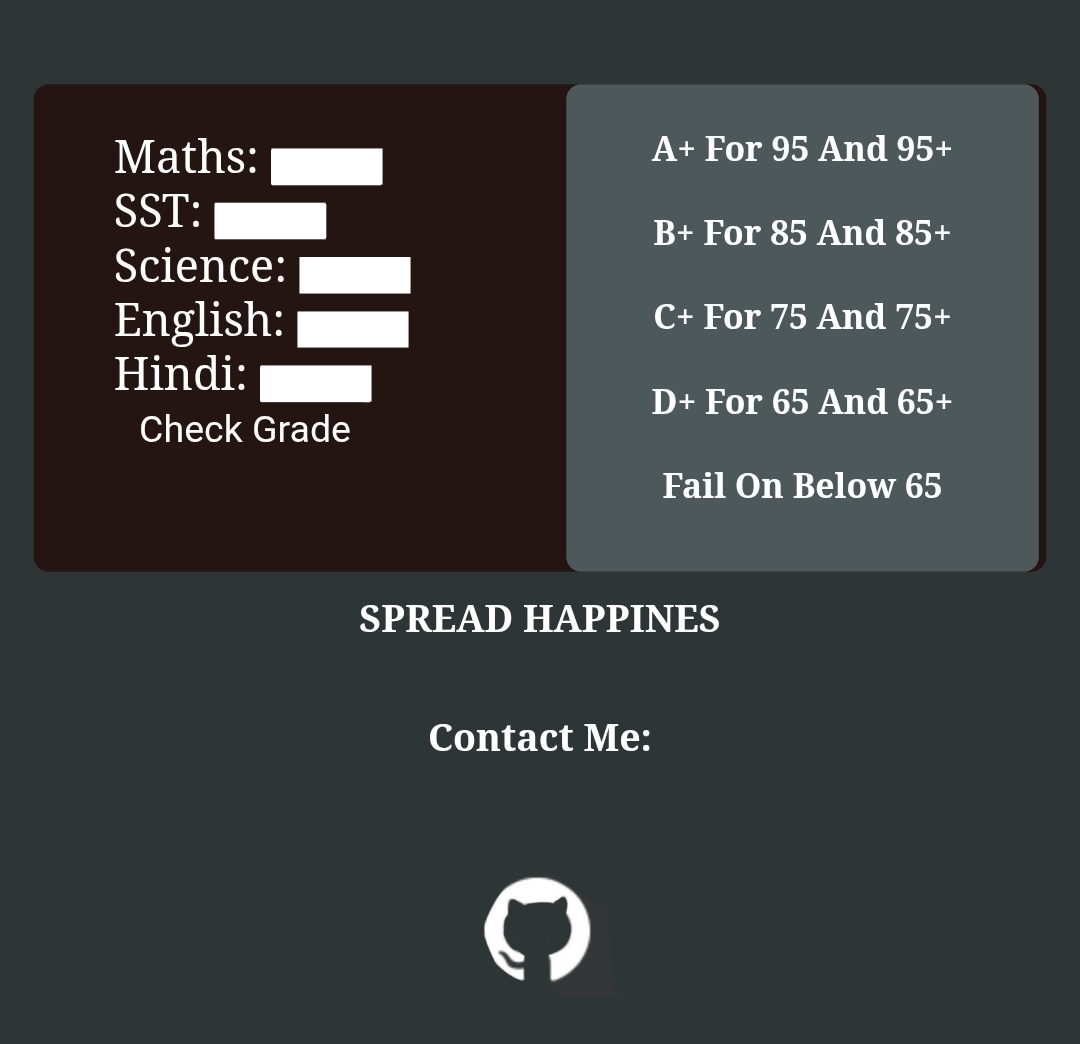 Maths:
SST:
Science:
English:
Hindi:
Check Grade
A+ For 95 And 95+
B+ For 85 And 85+
C+ For 75 And 75+
D+ For 65 And 65+
Fail On Below 65
SPREAD HAPPINES
Contact Me: